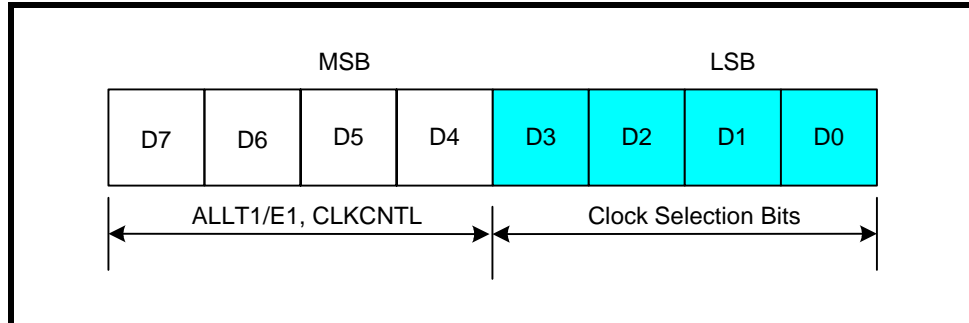 MSB LSB
D7 D6 D5 D4 D3 D2 D1 D0
ALLT1/E1, CLKCNTL Clock Selection Bits